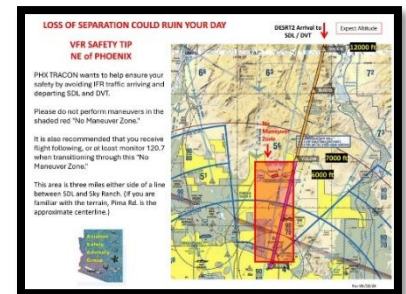 LOSS OF SEPARATION COULD RUIN YOUR DAY
VFR SAFETY TIP
NE of PHOENIX
PHX TRACON wants to help ensure your
safety by avoiding IFR traffic arriving and
departing SDL and DVT.
Please do not perform maneuvers in the
shaded red "No Maneuver Zone."
It is also recommended that you receive
flight following, or at least monitor 120.7
when transitioning through this "No
Maneuver Zone."
This area is three miles either side of a line
between SDL and Sky Ranch. (If you are
familiar with the terrain, Pima Rd. is the
approximate centerline.)
Aviation
Safety
Advisory
Group
DESRT2 Arrival to
SDL / DVT
Expect Altitude
12000 ft
No
Maneuver
Zone
7000 ft
6000 ft